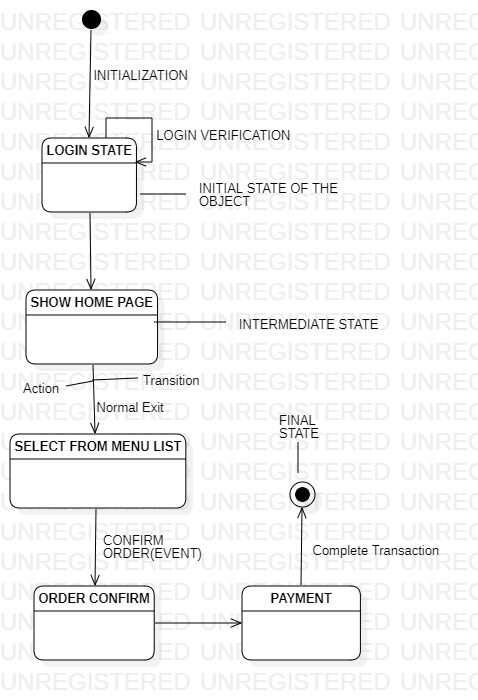 INITIALIZATION
LOGIN VERIFICATION
LOGIN STATE
INITIAL STATE OF THE
OBJECT
SHOW HOME PAGE
INTERMEDIATE STATE
Action
Transition
Normal Exit
SELECT FROM MENU LIST
FINAL
STATE
CONFIRM
ORDER(EVENT)
Complete Transaction
ORDER CONFIRM
PAYMENT
UNREGISTERED